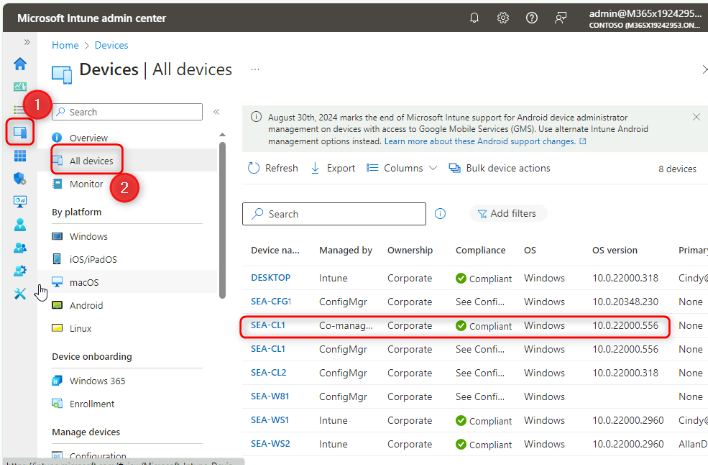 Microsoft Intune admin center
admin@M365x1924295...
CONTOSO (M365X19242953.ON...
Home > Devices
Devices | All devices ...
1
Search
Overview
All devices
2
Monitor
By platform
Windows
iOS/iPadOS
macOS
Android
Linux
Device onboarding
Windows 365
Enrollment
Manage devices
Configuration
August 30th, 2024 marks the end of Microsoft Intune support for Android device administrator
management on devices with access to Google Mobile Services (GMS). Use alternate Intune Android
management options instead. Learn more about these Android support changes.
Refresh Export Columns Bulk device actions 8 devices
Search Add filters
Device na... Managed by Ownership Compliance OS OS version Primary
DESKTOP Intune Corporate Compliant Windows 10.0.22000.318 Cindy@
SEA-CFG1 ConfigMgr Corporate See Confi... Windows 10.0.20348.230 None
SEA-CL1 Co-manag... Corporate Compliant Windows 10.0.22000.556 None
SEA-CL1 ConfigMgr Corporate See Confi... Windows 10.0.22000.556 None
SEA-CL2 ConfigMgr Corporate See Confi... Windows 10.0.22000.318 None
SEA-W81 ConfigMgr Corporate See Confi... Windows None
SEA-WS1 Intune Corporate Compliant Windows 10.0.22000.2960 Cindy@
SEA-WS2 Intune Corporate Compliant Windows 10.0.22000.2960 AllanD